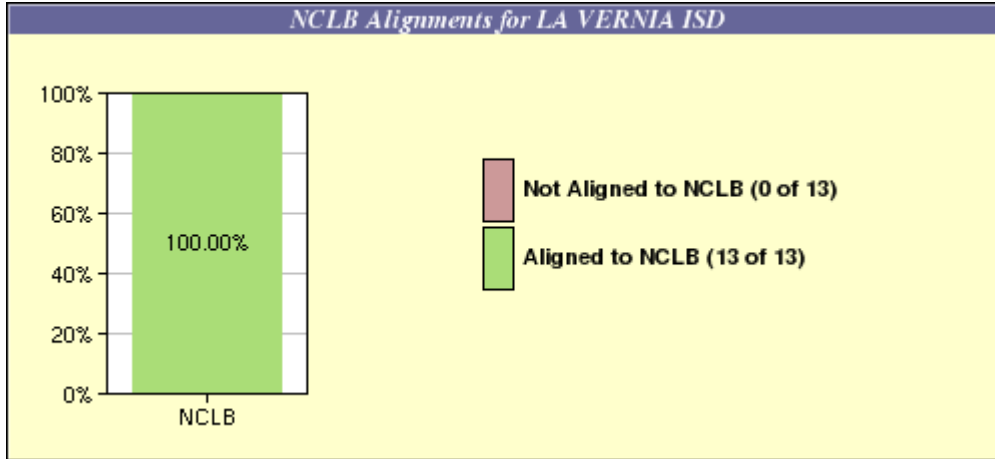 NCLB Alignments for LA VERNIA ISD
100%
80%
60%
40%
20%
0%
100.00%
NCLB
Not Aligned to NCLB (0 of 13)
Aligned to NCLB (13 of 13)